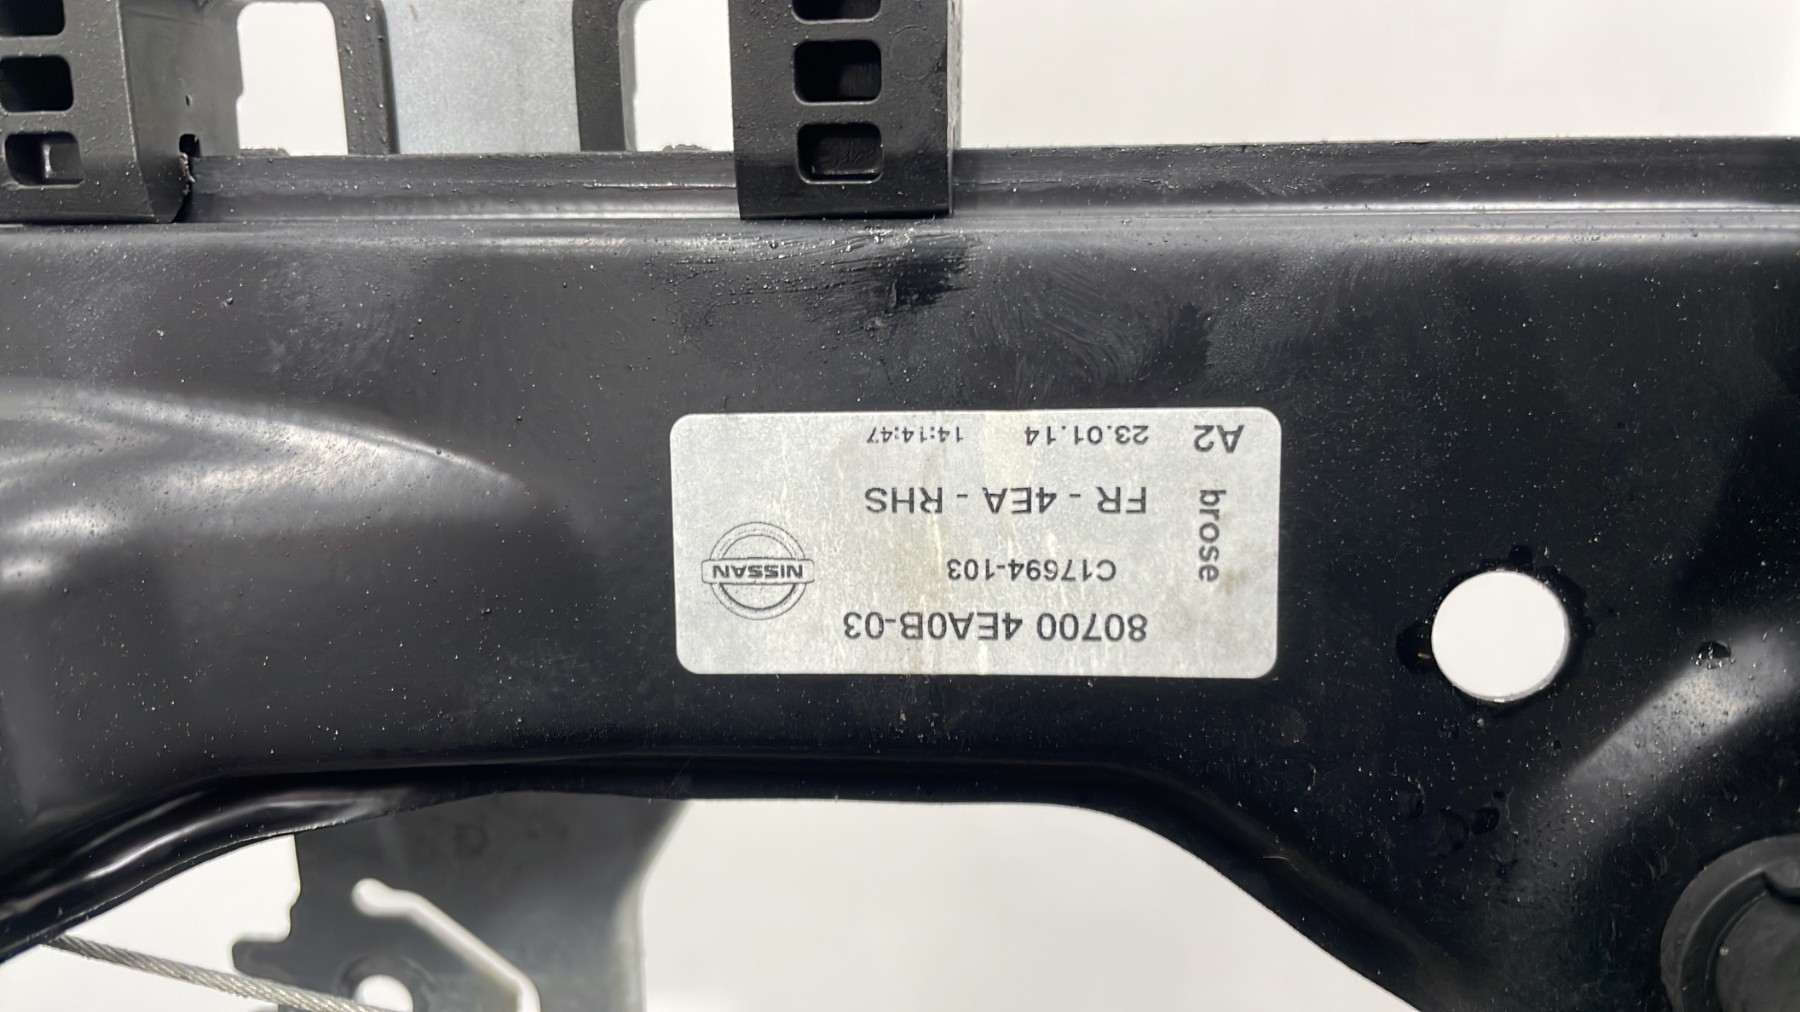 80700 4EA0B-03
C17694-103
NISSAN
FR - 4EA - RHS
brose
23.01.14 14:14:47
A2